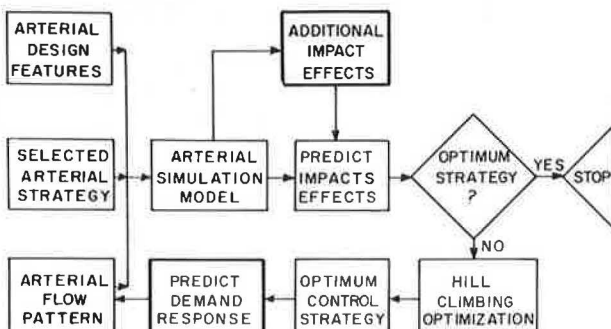 ARTERIAL
DESIGN
FEATURES
ADDITIONAL
IMPACT
EFFECTS
SELECTED
ARTERIAL
STRATEGY
ARTERIAL
SIMULATION
MODEL
PREDICT
IMPACTS
EFFECTS
OPTIMUM
STRATEGY
?
YES
STOP
NO
ARTERIAL
FLOW
PATTERN
PREDICT
DEMAND
RESPONSE
OPTIMUM
CONTROL
STRATEGY
HILL
CLIMBING
OPTIMIZATION